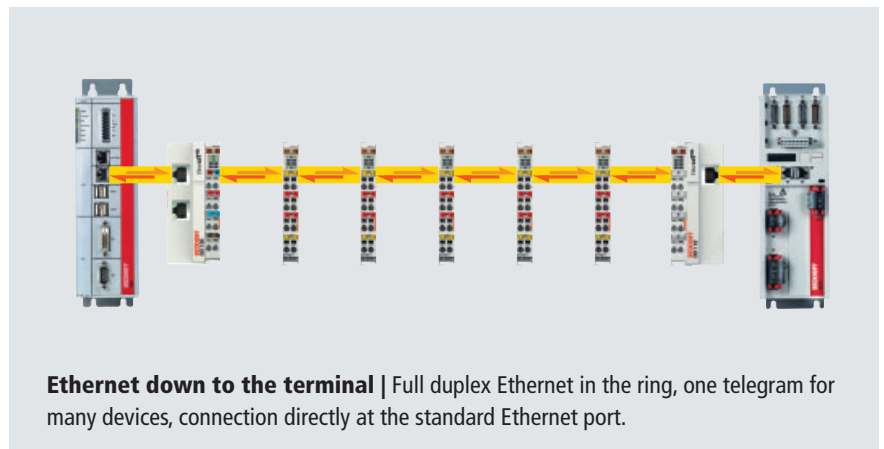 Ethernet down to the terminal | Full duplex Ethernet in the ring, one telegram for
many devices, connection directly at the standard Ethernet port.